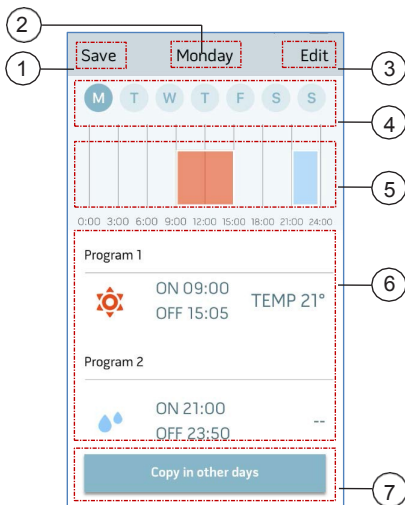 2
1
Save Monday Edit
3
M T W T F S S
4
5
0:00 3:00 6:00 9:00 12:00 15:00 18:00 21:00 24:00
Program 1
6
ON 09:00
TEMP 21°
OFF 15:05
Program 2
ON 21:00
--
OFF 23:50
Copy in other days
7